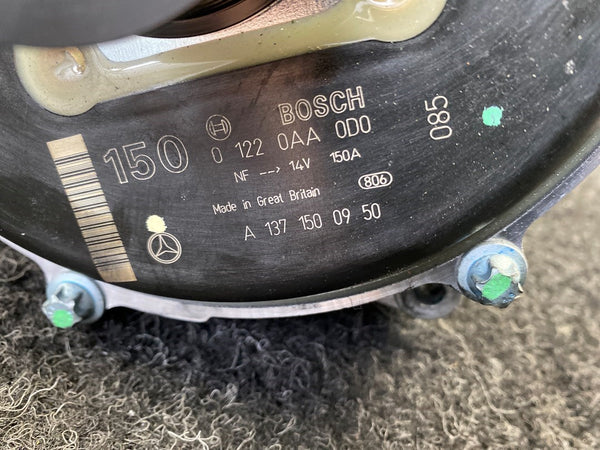 BOSCH
150
0 122 0AA 0D0
NF --> 14V 150A
806
Made in Great Britain
A 137 150 09 50
085